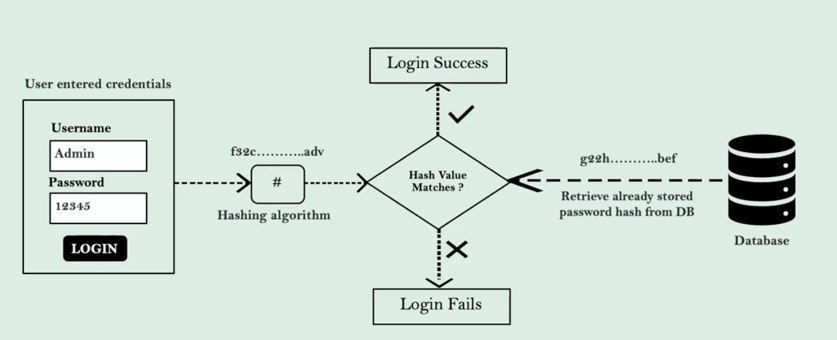 User entered credentials
Username
Admin
Password
12345
LOGIN
f32c...........adv
#
Hashing algorithm
Login Success
Hash Value
Matches ?
Login Fails
g22h...........bef
Retrieve already stored
password hash from DB
Database